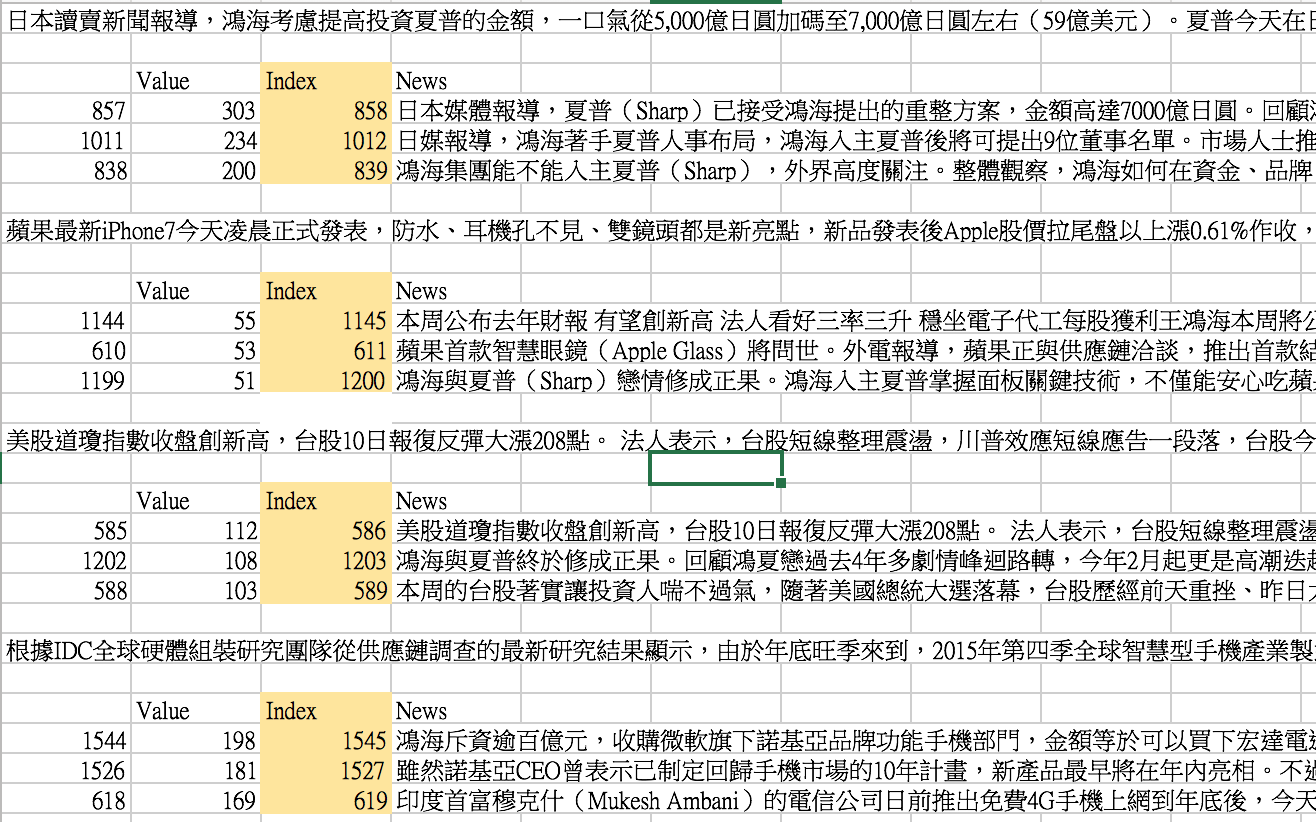 日本讀賣新聞報導，鴻海考慮提高投資夏普的金額，一口氣從5,000億日圓加碼至7,000億日圓左右（59億美元）。夏普今天在日
Value Index News
857 303 858 日本媒體報導，夏普（Sharp）已接受鴻海提出的重整方案，金額高達7000億日圓。回顧
1011 234 1012 日媒報導，鴻海著手夏普人事布局，鴻海入主夏普後將可提出9位董事名單。市場人士推
838 200 839 鴻海集團能不能入主夏普（Sharp），外界高度關注。整體觀察，鴻海如何在資金、品牌
蘋果最新iPhone7今天凌晨正式發表，防水、耳機孔不見、雙鏡頭都是新亮點，新品發表後Apple股價拉尾盤以上漲0.61%作收，
Value Index News
1144 55 1145 本周公布去年財報 有望創新高 法人看好三率三升 穩坐電子代工每股獲利王鴻海本周將公
610 53 611 蘋果首款智慧眼鏡（Apple Glass）將問世。外電報導，蘋果正與供應鏈洽談，推出首款結
1199 51 1200 鴻海與夏普（Sharp）戀情修成正果。鴻海入主夏普掌握面板關鍵技術，不僅能安心吃蘋
美股道瓊指數收盤創新高，台股10日報復反彈大漲208點。 法人表示，台股短線整理震盪，川普效應短線應告一段落，台股今
Value Index News
585 112 586 美股道瓊指數收盤創新高，台股10日報復反彈大漲208點。 法人表示，台股短線整理震盪
1202 108 1203 鴻海與夏普終於修成正果。回顧鴻夏戀過去4年多劇情峰迴路轉，今年2月起更是高潮迭起
588 103 589 本周的台股著實讓投資人喘不過氣，隨著美國總統大選落幕，台股歷經前天重挫、昨日大
根據IDC全球硬體組裝研究團隊從供應鏈調查的最新研究結果顯示，由於年底旺季來到，2015年第四季全球智慧型手機產業製
Value Index News
1544 198 1545 鴻海斥資逾百億元，收購微軟旗下諾基亞品牌功能手機部門，金額等於可以買下宏達電近
1526 181 1527 雖然諾基亞CEO曾表示已制定回歸手機市場的10年計畫，新產品最早將在年內亮相。不過
618 169 619 印度首富穆克什（Mukesh Ambani）的電信公司日前推出免費4G手機上網到年底後，今天